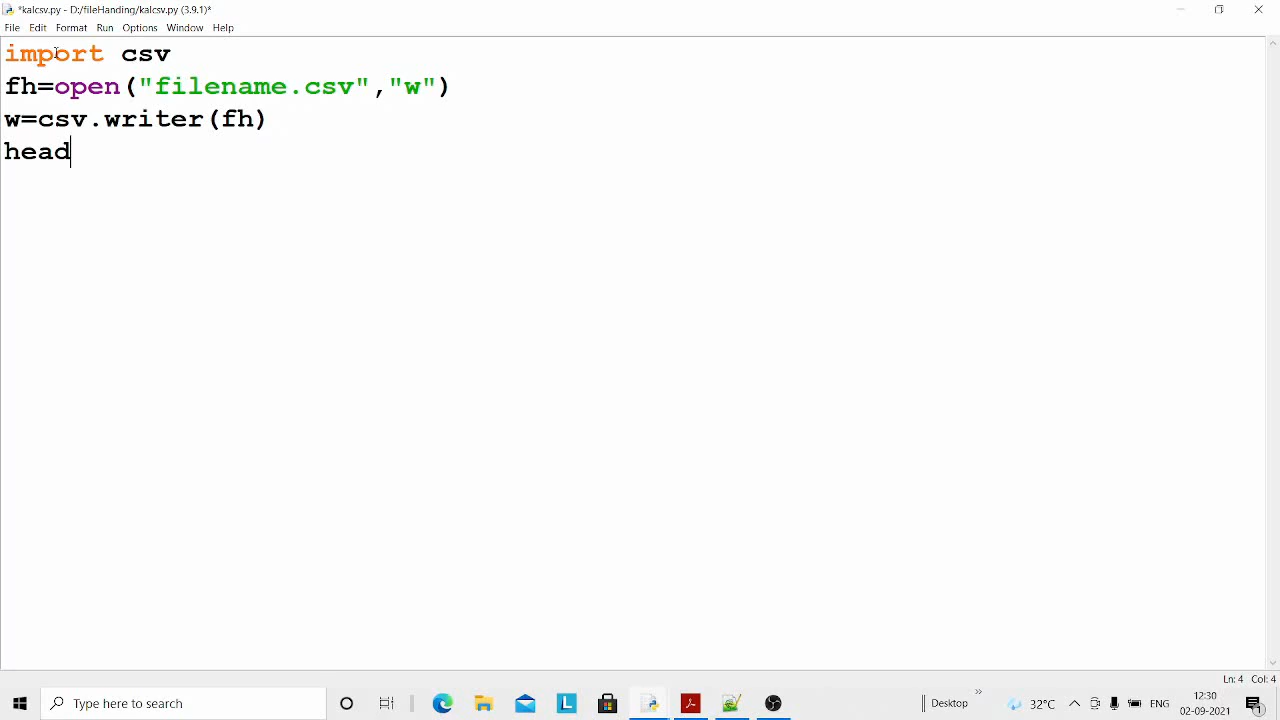 *kalcsv.py - D:/fileHanding/kalcsv.py (3.9.1)*
File Edit Format Run Options Window Help
import csv
fh=open("filename.csv","w")
w=csv.writer(fh)
head
Ln: 4 Col: 4
Type here to search
L
Desktop
»
32°C
ENG
12:30
02-09-2021
1